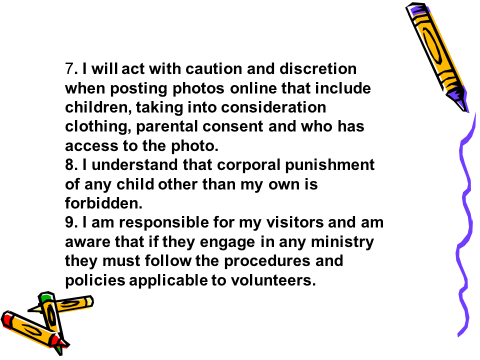 7. I will act with caution and discretion
when posting photos online that include
children, taking into consideration
clothing, parental consent and who has
access to the photo.
8. I understand that corporal punishment
of any child other than my own is
forbidden.
9. I am responsible for my visitors and am
aware that if they engage in any ministry
they must follow the procedures and
policies applicable to volunteers.